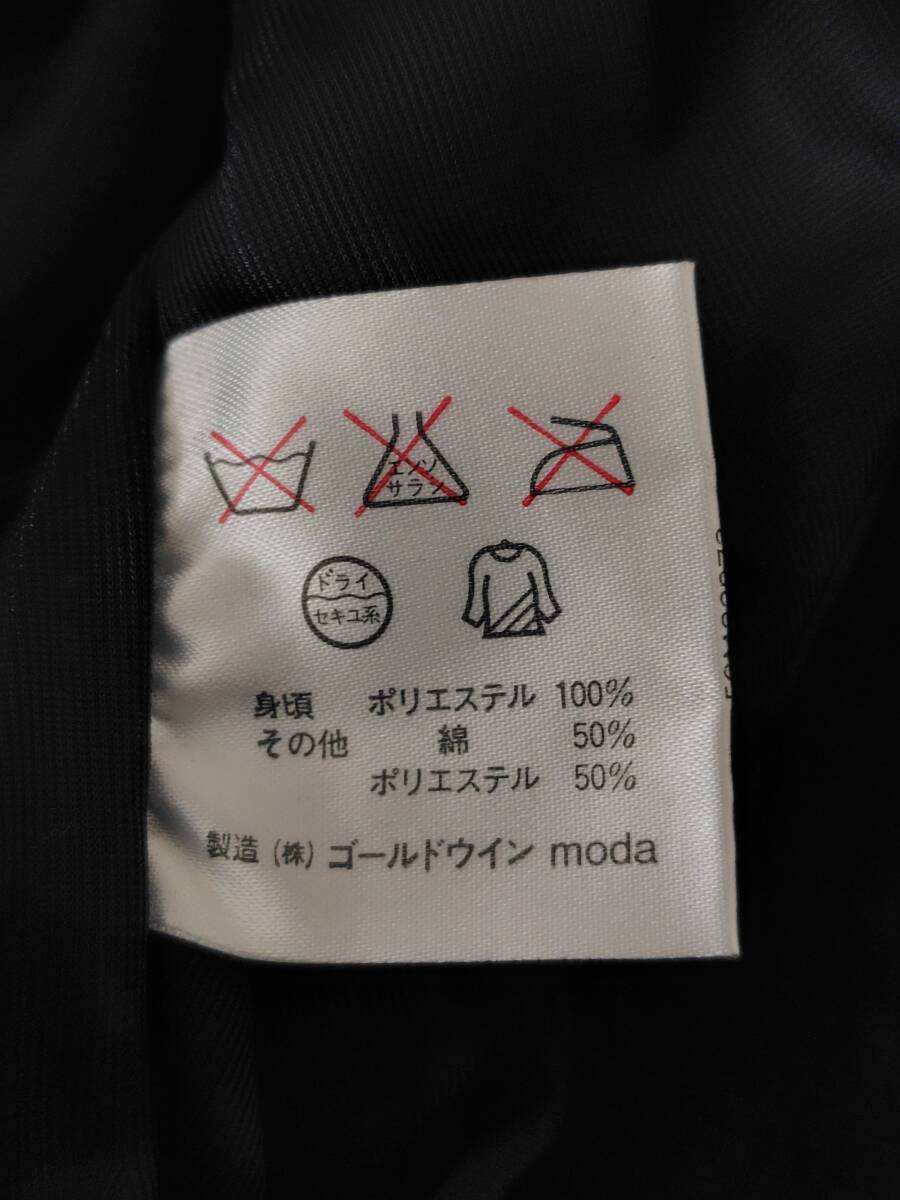 エンソ
サラシ
ドライ
セキユ系
身頃 ポリエステル 100%
その他 綿 50%
ポリエステル 50%
製造 (株) ゴールドウイン moda